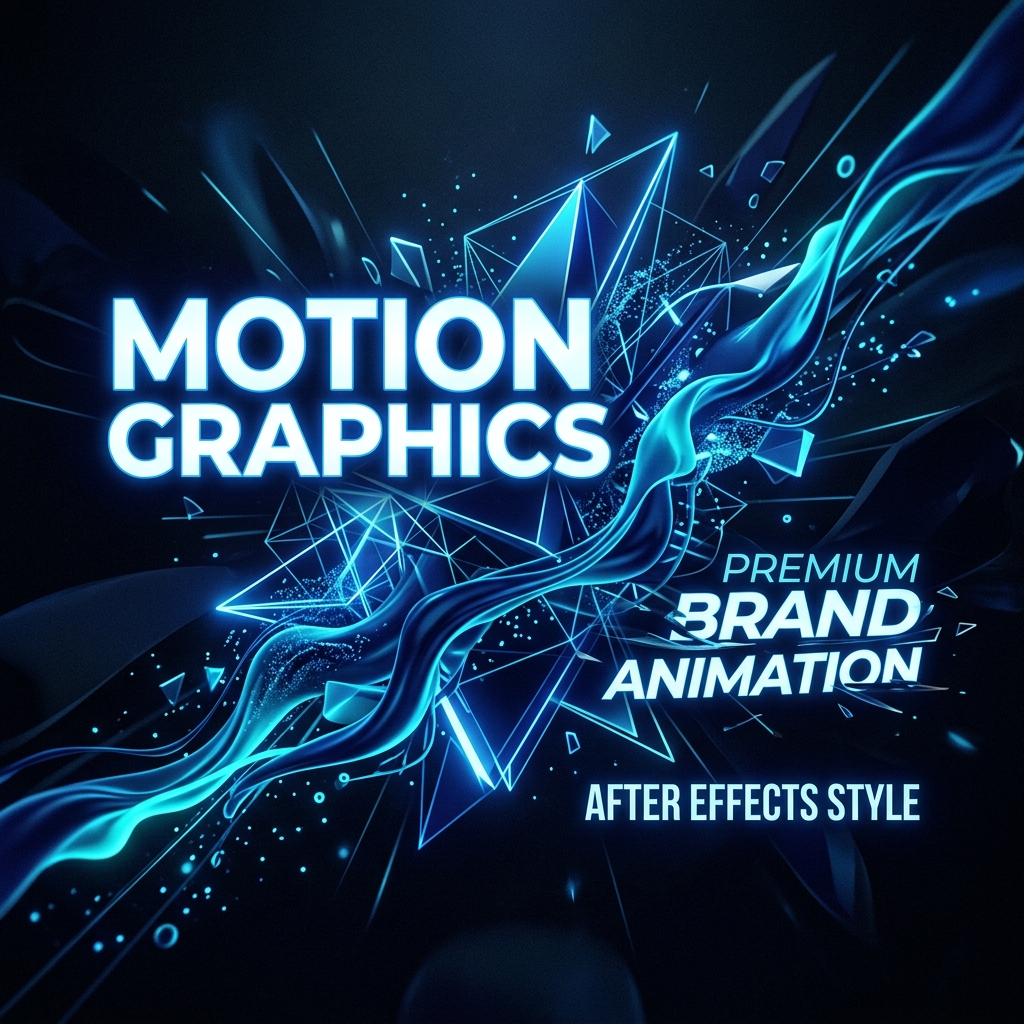 MOTION
GRAPHICS
PREMIUM
BRAND
ANIMATION
AFTER EFFECTS STYLE